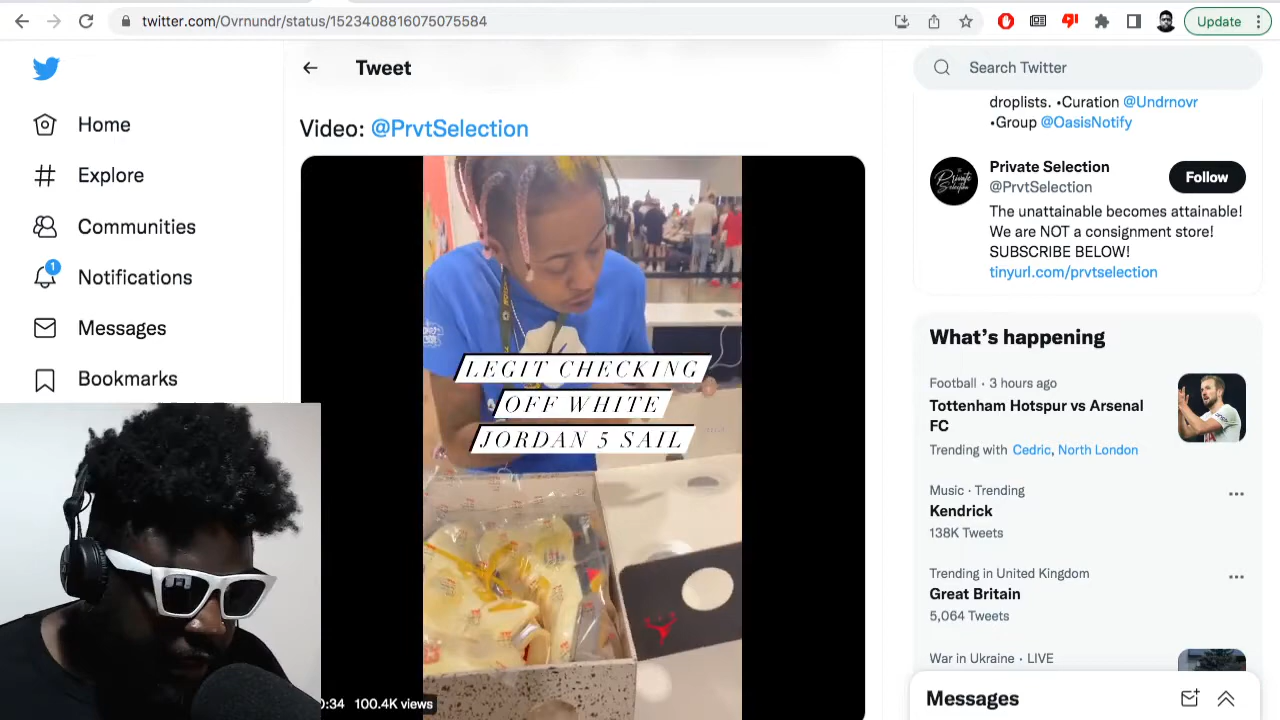 twitter.com/Ovrnundr/status/1523408816075075584
Update
Tweet
Search Twitter
Home
Explore
Communities
1
Notifications
Messages
Bookmarks
Video: @PrvtSelection
LEGIT CHECKING
OFF WHITE
JORDAN 5 SAIL
0:34 100.4K views
droplists. •Curation @Undrnovr
•Group @OasisNotify
Private Selection
@PrvtSelection
Follow
The unattainable becomes attainable!
We are NOT a consignment store!
SUBSCRIBE BELOW!
tinyurl.com/prvtselection
What's happening
Football · 3 hours ago
Tottenham Hotspur vs Arsenal
FC
Trending with Cedric, North London
Music · Trending
Kendrick
138K Tweets
Trending in United Kingdom
Great Britain
5,064 Tweets
War in Ukraine · LIVE
Messages